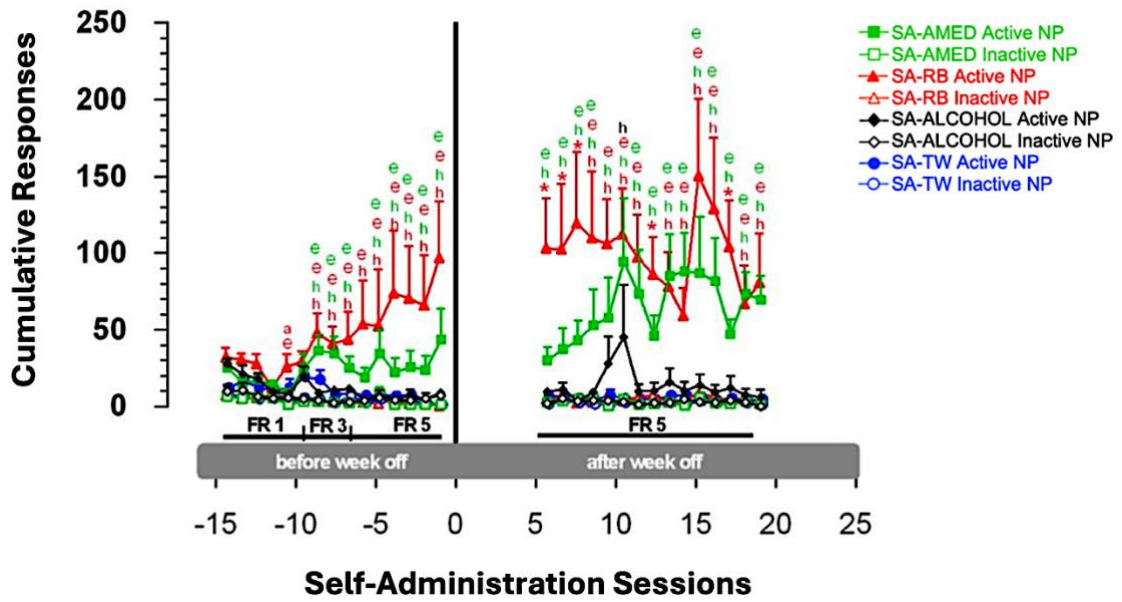 Cumulative Responses
250
200
150
100
50
0
SA-AMED Active NP
SA-AMED Inactive NP
SA-RB Active NP
SA-RB Inactive NP
SA-ALCOHOL Active NP
SA-ALCOHOL Inactive NP
SA-TW Active NP
SA-TW Inactive NP
FR 1 FR 3 FR 5
FR 5
before week off
after week off
-15 -10 -5 0 5 10 15 20 25
Self-Administration Sessions